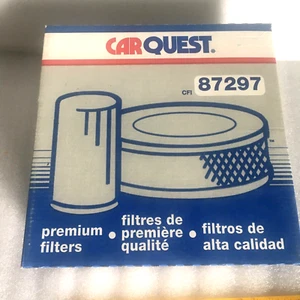 CARQUEST.
CFI 87297
premium filters
• filtres de première qualité
• filtros de alta calidad